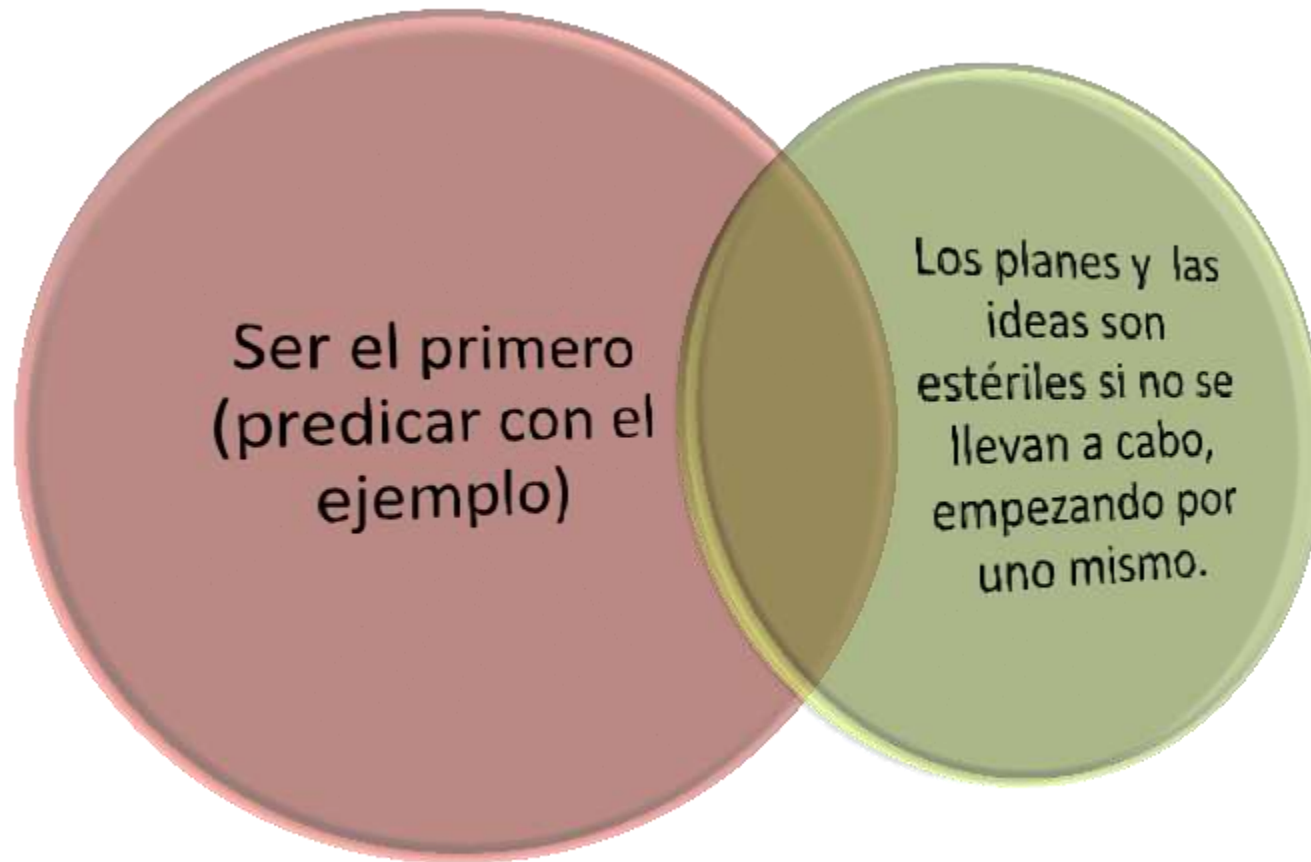 Ser el primero
(predicar con el
ejemplo)
Los planes y las
ideas son
estériles si no se
llevan a cabo,
empezando por
uno mismo.